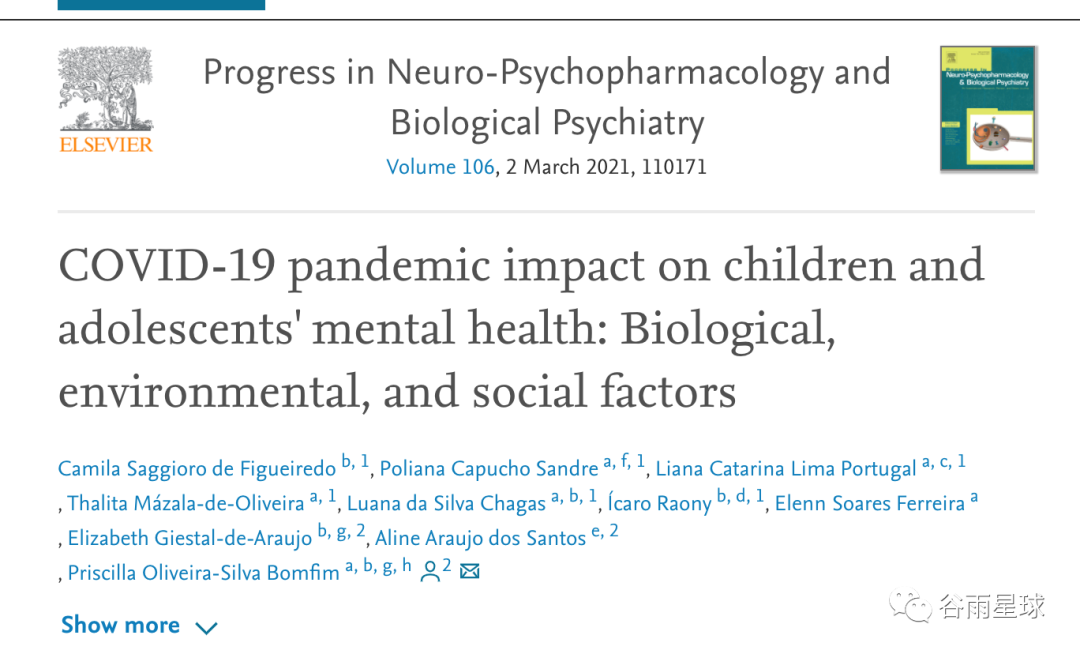 ELSEVIER
Progress in Neuro-Psychopharmacology and
Biological Psychiatry
Volume 106, 2 March 2021, 110171
Neuro-Psychopharmacology
& Biological Psychiatry
COVID-19 pandemic impact on children and
adolescents' mental health: Biological,
environmental, and social factors
Camila Saggioro de Figueiredo b, 1, Poliana Capucho Sandre a, f, 1, Liana Catarina Lima Portugal a, c, 1
, Thalita Mázala-de-Oliveira a, 1, Luana da Silva Chagas a, b, 1, Ícaro Raony b, d, 1, Elenn Soares Ferreira a
, Elizabeth Giestal-de-Araujo b, g, 2, Aline Araujo dos Santos e, 2
, Priscilla Oliveira-Silva Bomfim a, b, g, h 2
Show more
谷雨星球